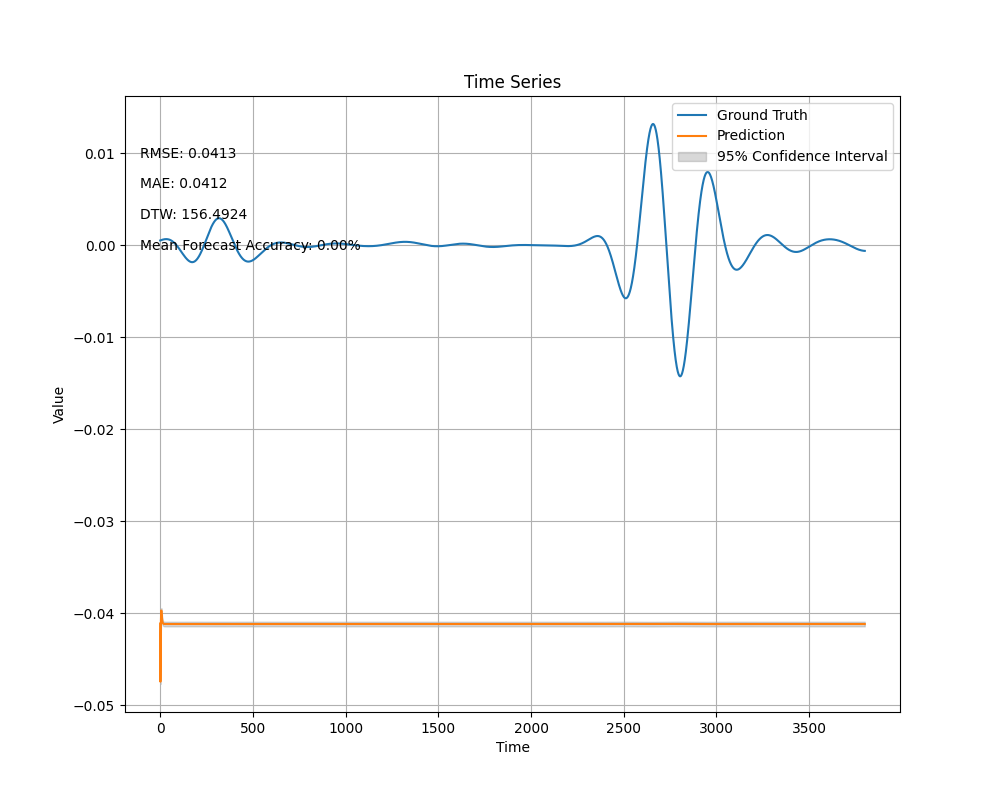 Time Series
Ground Truth
Prediction
95% Confidence Interval
RMSE: 0.0413
MAE: 0.0412
DTW: 156.4924
Mean Forecast Accuracy: 0.00%
0.01
0.00
−0.01
−0.02
−0.03
−0.04
−0.05
Value
0
500
1000
1500
2000
2500
3000
3500
Time